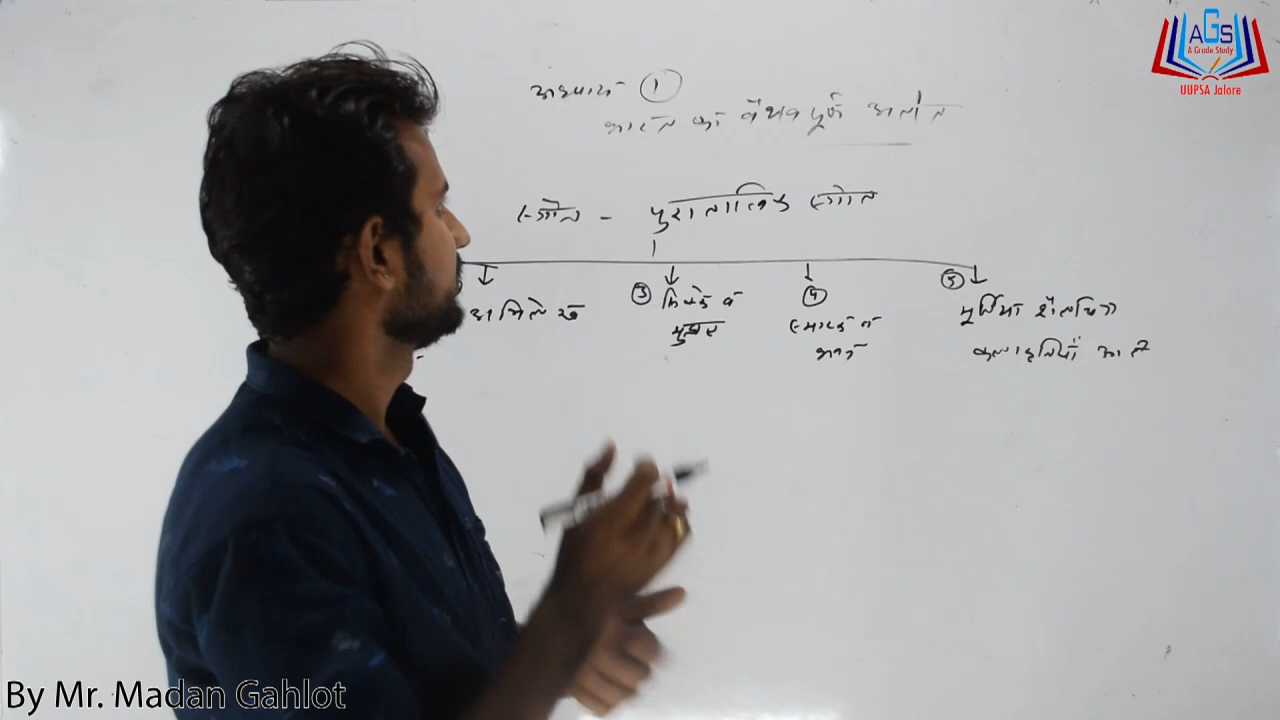 AGS
A Grade Study
UUPSA Jalore
अध्याय ①
भारत का वैभवपूर्ण अतीत
स्त्रोत - पुरातात्विक स्त्रोत
अभिलेख
③ सिक्के व
मुहर
④
स्मारक व
भवन
⑤
मूर्तियां शैलचित्र
कलाकृतियाँ आदि
By Mr. Madan Gahlot